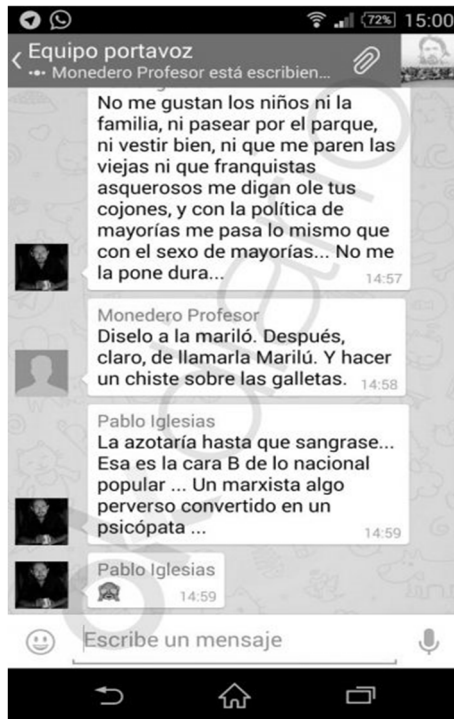 72% 15:00
Equipo portavoz
Monedero Profesor está escribien...
No me gustan los niños ni la
familia, ni pasear por el parque,
ni vestir bien, ni que me paren las
viejas ni que franquistas
asquerosos me digan ole tus
cojones, y con la política de
mayorías me pasa lo mismo que
con el sexo de mayorías... No me
la pone dura...
14:57
Monedero Profesor
Diselo a la mariló. Después,
claro, de llamarla Marilú. Y hacer
un chiste sobre las galletas.
14:58
Pablo Iglesias
La azotaría hasta que sangrase...
Esa es la cara B de lo nacional
popular ... Un marxista algo
perverso convertido en un
psicópata ...
14:59
Pablo Iglesias
🙈
14:59
Escribe un mensaje
okdiario